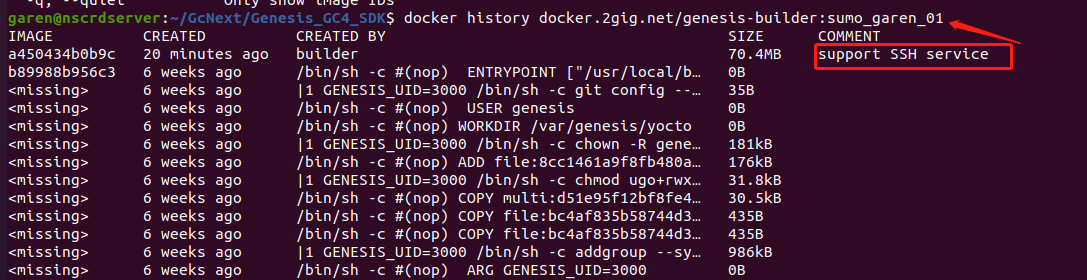 -q, --quiet Only show image IDs
garen@nscrdserver:~/GcNext/Genesis_GC4_SDK$ docker history docker.2gig.net/genesis-builder:sumo_garen_01
IMAGE CREATED CREATED BY SIZE COMMENT
a450434b0b9c 20 minutes ago builder 70.4MB support SSH service
b89988b956c3 6 weeks ago /bin/sh -c #(nop) ENTRYPOINT ["/usr/local/b… 0B
<missing> 6 weeks ago |1 GENESIS_UID=3000 /bin/sh -c git config --… 35B
<missing> 6 weeks ago /bin/sh -c #(nop) USER genesis 0B
<missing> 6 weeks ago /bin/sh -c #(nop) WORKDIR /var/genesis/yocto 0B
<missing> 6 weeks ago |1 GENESIS_UID=3000 /bin/sh -c chown -R gene… 181kB
<missing> 6 weeks ago /bin/sh -c #(nop) ADD file:8cc1461a9f8fb480a… 176kB
<missing> 6 weeks ago |1 GENESIS_UID=3000 /bin/sh -c chmod ugo+rwx… 31.8kB
<missing> 6 weeks ago /bin/sh -c #(nop) COPY multi:d51e95f12bf8fe4… 30.5kB
<missing> 6 weeks ago /bin/sh -c #(nop) COPY file:bc4af835b58744d3… 435B
<missing> 6 weeks ago /bin/sh -c #(nop) COPY file:bc4af835b58744d3… 435B
<missing> 6 weeks ago |1 GENESIS_UID=3000 /bin/sh -c addgroup --sy… 986kB
<missing> 6 weeks ago /bin/sh -c #(nop) ARG GENESIS_UID=3000 0B